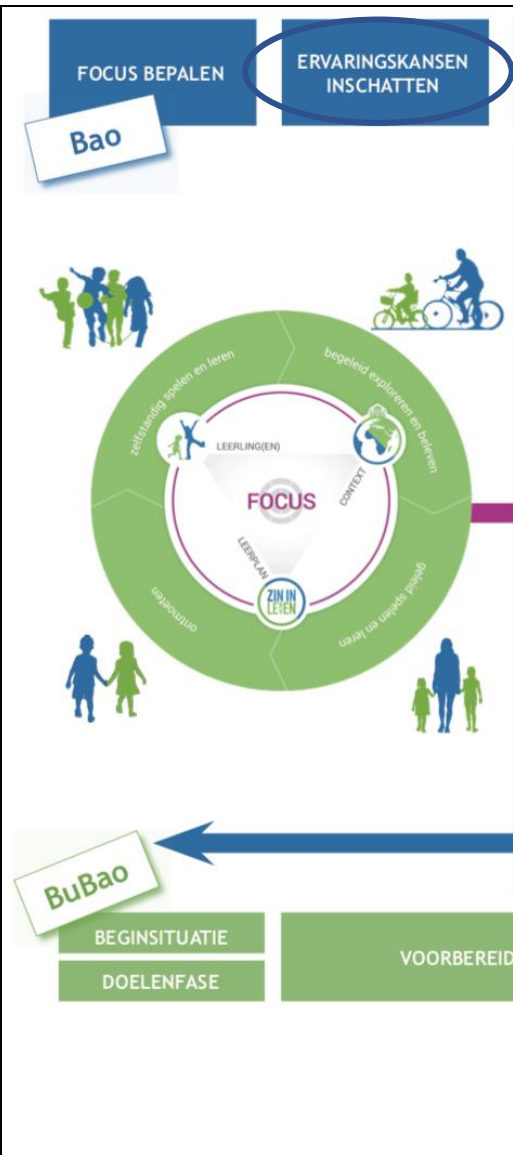 FOCUS BEPALEN
ERVARINGSKANSEN
INSCHATTEN
Bao
zelfstandig spelen en leren
begeleid exploreren en beleven
LEERLING(EN)
CONTEXT
FOCUS
LEERPLAN
ZIN IN
LEREN
ontmoeten
geleid spelen en leren
BuBao
BEGINSITUATIE
DOELENFASE
VOORBEREID